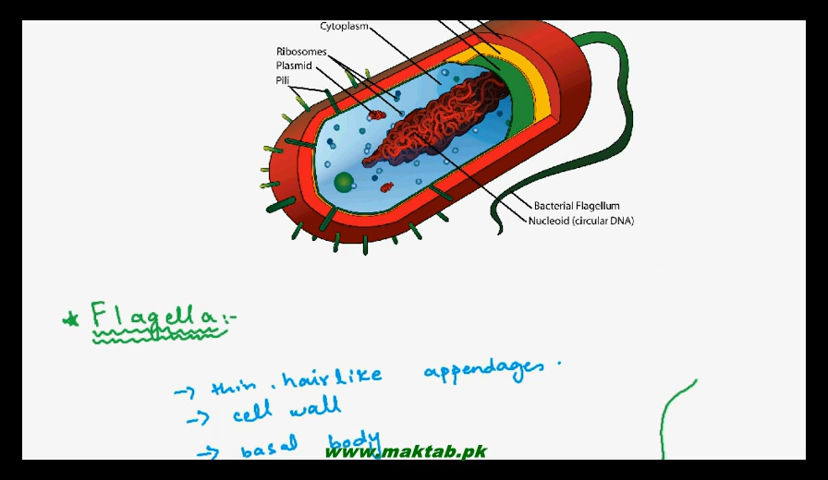 Cytoplasm
Ribosomes
Plasmid
Pili
Bacterial Flagellum
Nucleoid (circular DNA)
* Flagella:-
→ thin, hairlike appendages.
→ cell wall
→ basal body
www.maktab.pk